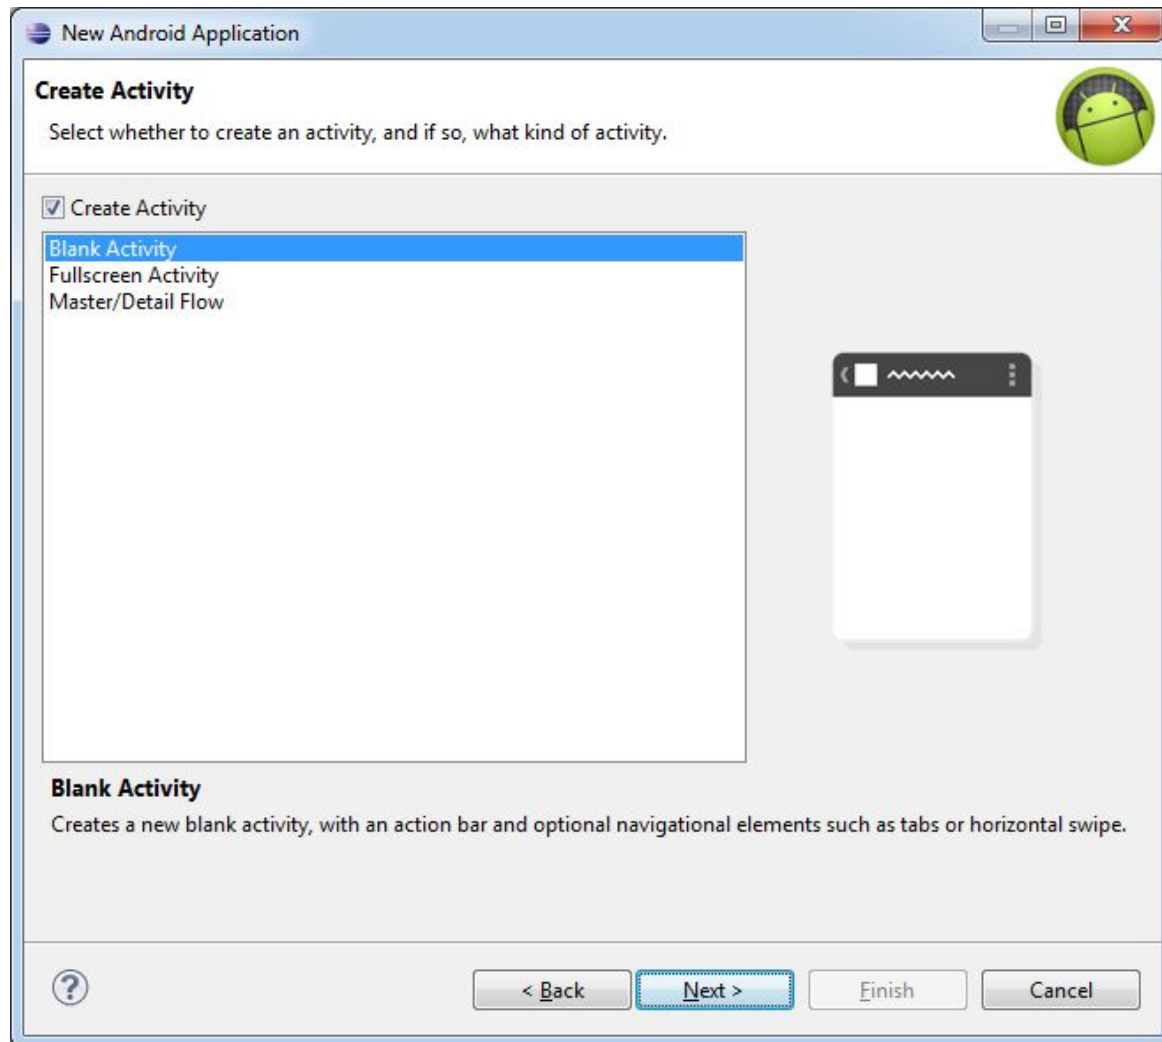 New Android Application
Create Activity
Select whether to create an activity, and if so, what kind of activity.
Create Activity
Blank Activity
Fullscreen Activity
Master/Detail Flow
Blank Activity
Creates a new blank activity, with an action bar and optional navigational elements such as tabs or horizontal swipe.
< Back Next > Finish Cancel